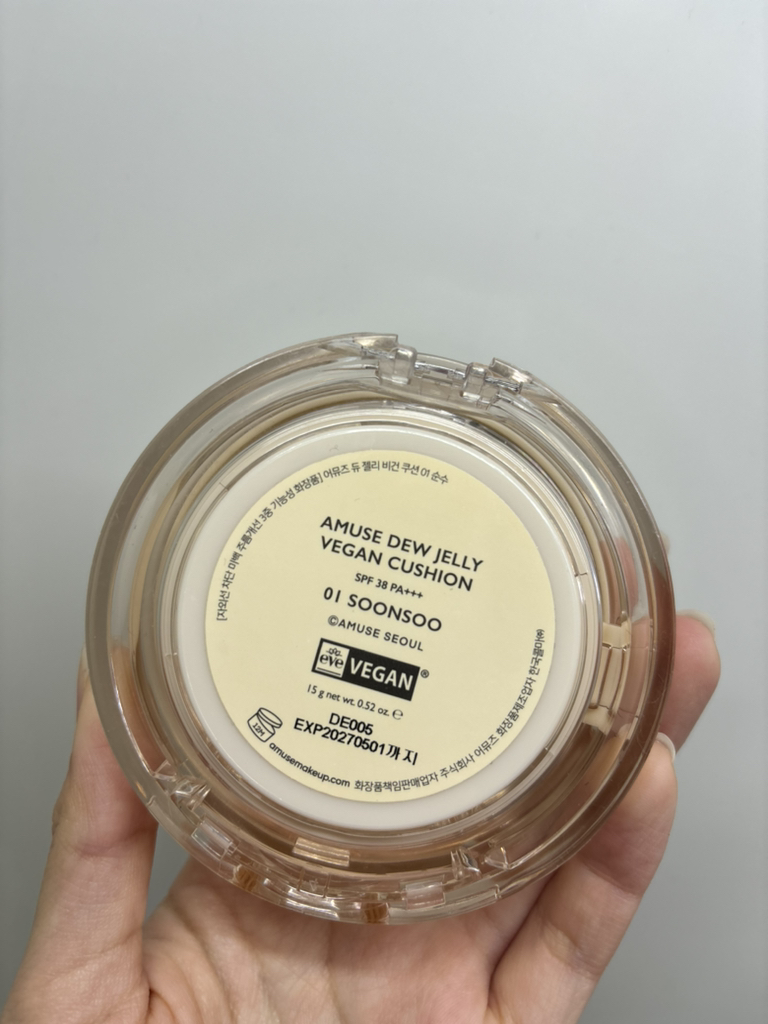 [자외선 차단 미백 주름개선 3중 기능성 화장품] 어뮤즈 듀 젤리 비건 쿠션 01 순수
AMUSE DEW JELLY
VEGAN CUSHION
SPF 38 PA+++
01 SOONSOO
©AMUSE SEOUL
eve VEGAN®
15 g net wt. 0.52 oz. ℮
DE005
EXP20270501까지
12M
amusemakeup.com 화장품책임판매업자 주식회사 어뮤즈 화장품제조업자 한국콜마㈜